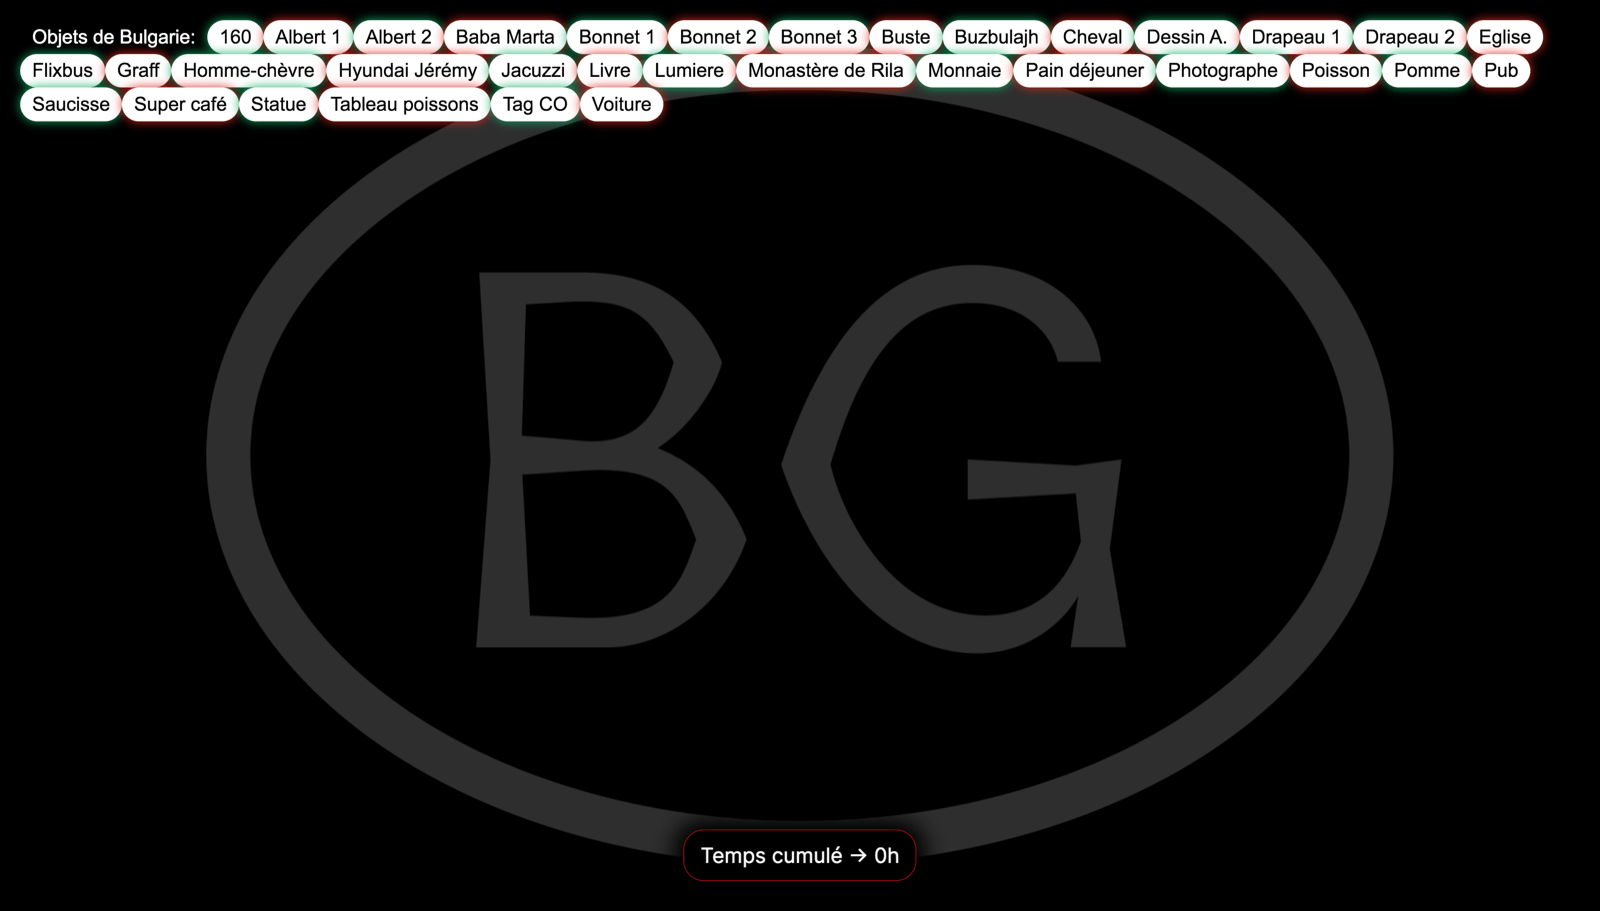 Objets de Bulgarie: 160 Albert 1 Albert 2 Baba Marta Bonnet 1 Bonnet 2 Bonnet 3 Buste Buzbulajh Cheval Dessin A. Drapeau 1 Drapeau 2 Eglise
Flixbus Graff Homme-chèvre Hyundai Jérémy Jacuzzi Livre Lumiere Monastère de Rila Monnaie Pain déjeuner Photographe Poisson Pomme Pub
Saucisse Super café Statue Tableau poissons Tag CO Voiture
BG
Temps cumulé → 0h